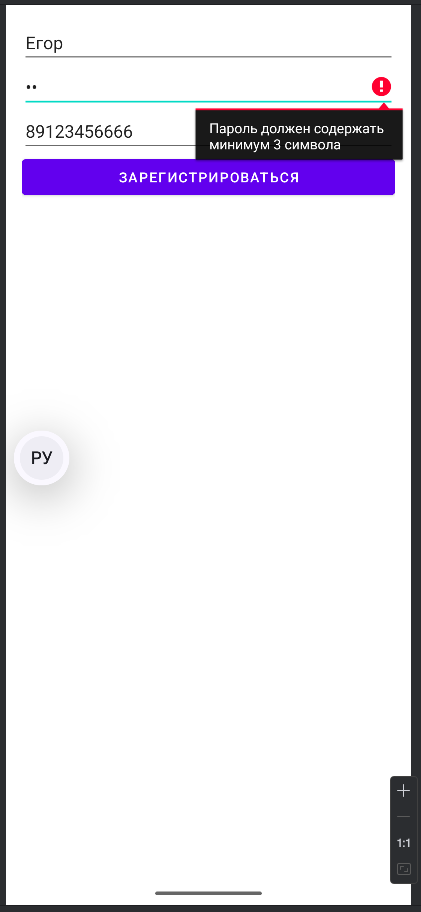 Егор
••
89123456666
Пароль должен содержать
минимум 3 символа
ЗАРЕГИСТРИРОВАТЬСЯ
РУ
1:1